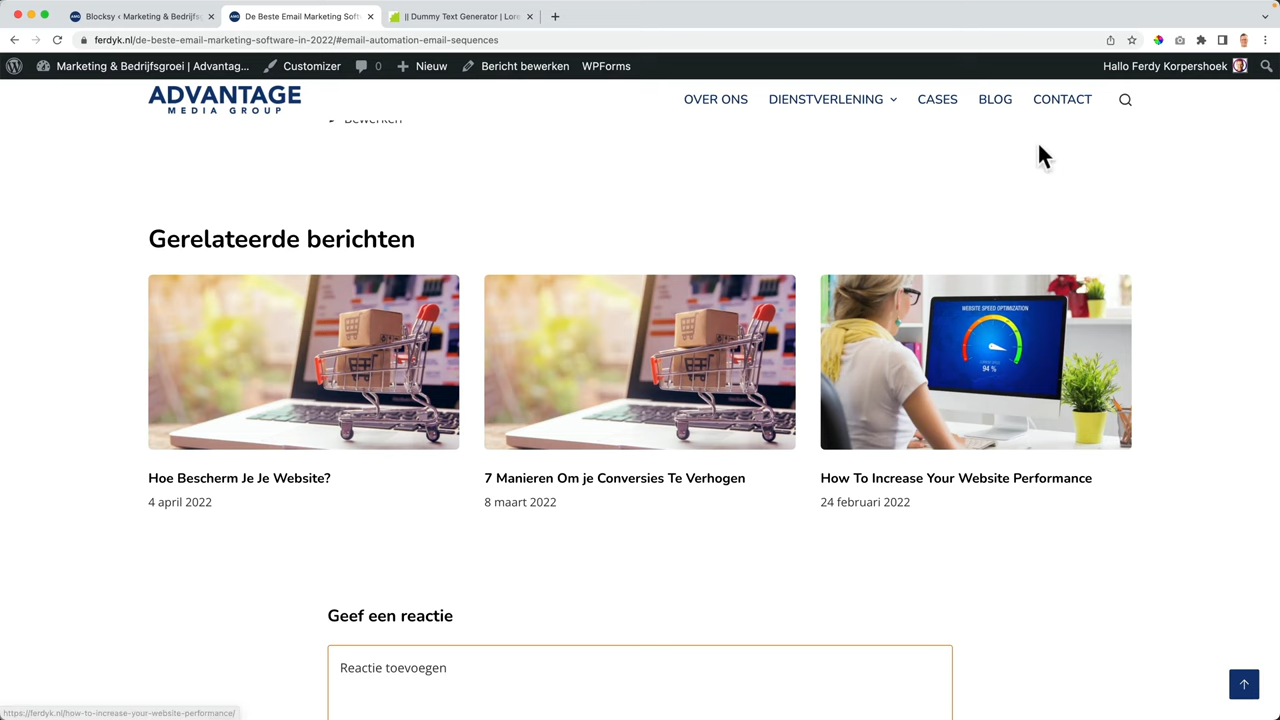 Blocksy ‹ Marketing & Bedrijfsg
De Beste Email Marketing Soft
|| Dummy Text Generator | Lore
ferdyk.nl/de-beste-email-marketing-software-in-2022/#email-automation-email-sequences
Marketing & Bedrijfsgroei | Advantag...
Customizer
0
Nieuw
Bericht bewerken
WPForms
Hallo Ferdy Korpershoek
ADVANTAGE
MEDIA GROUP
OVER ONS
DIENSTVERLENING
CASES
BLOG
CONTACT
Bewerken
Gerelateerde berichten
WEBSITE SPEED OPTIMIZATION
94 %
Hoe Bescherm Je Je Website?
7 Manieren Om je Conversies Te Verhogen
How To Increase Your Website Performance
4 april 2022
8 maart 2022
24 februari 2022
Geef een reactie
Reactie toevoegen
https://ferdyk.nl/how-to-increase-your-website-performance/